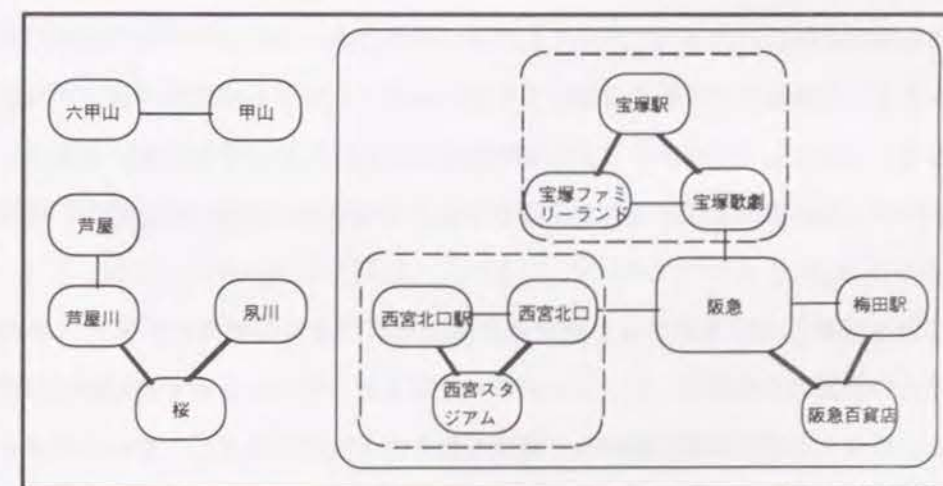 六甲山
甲山
芦屋
芦屋川
夙川
桜
宝塚駅
宝塚ファミ
リーランド
宝塚歌劇
西宮北口駅
西宮北口
西宮スタ
ジアム
阪急
梅田駅
阪急百貨店